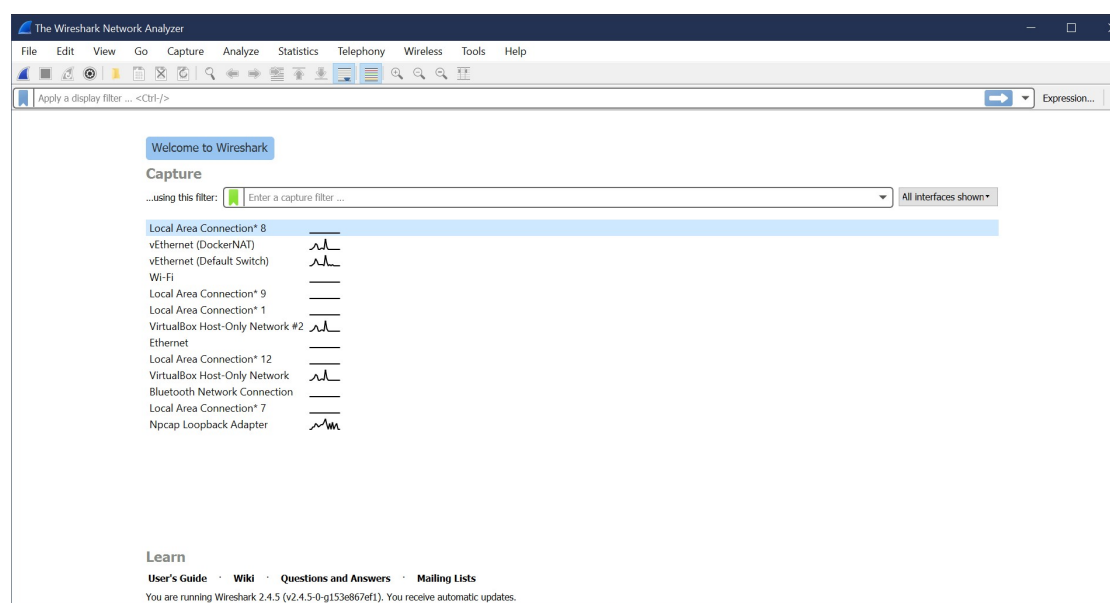 The Wireshark Network Analyzer
File Edit View Go Capture Analyze Statistics Telephony Wireless Tools Help
Apply a display filter ... <Ctrl-/>
Expression...
Welcome to Wireshark
Capture
...using this filter: Enter a capture filter ... All interfaces shown
Local Area Connection* 8
vEthernet (DockerNAT)
vEthernet (Default Switch)
Wi-Fi
Local Area Connection* 9
Local Area Connection* 1
VirtualBox Host-Only Network #2
Ethernet
Local Area Connection* 12
VirtualBox Host-Only Network
Bluetooth Network Connection
Local Area Connection* 7
Npcap Loopback Adapter
Learn
User's Guide · Wiki · Questions and Answers · Mailing Lists
You are running Wireshark 2.4.5 (v2.4.5-0-g153e867ef1). You receive automatic updates.